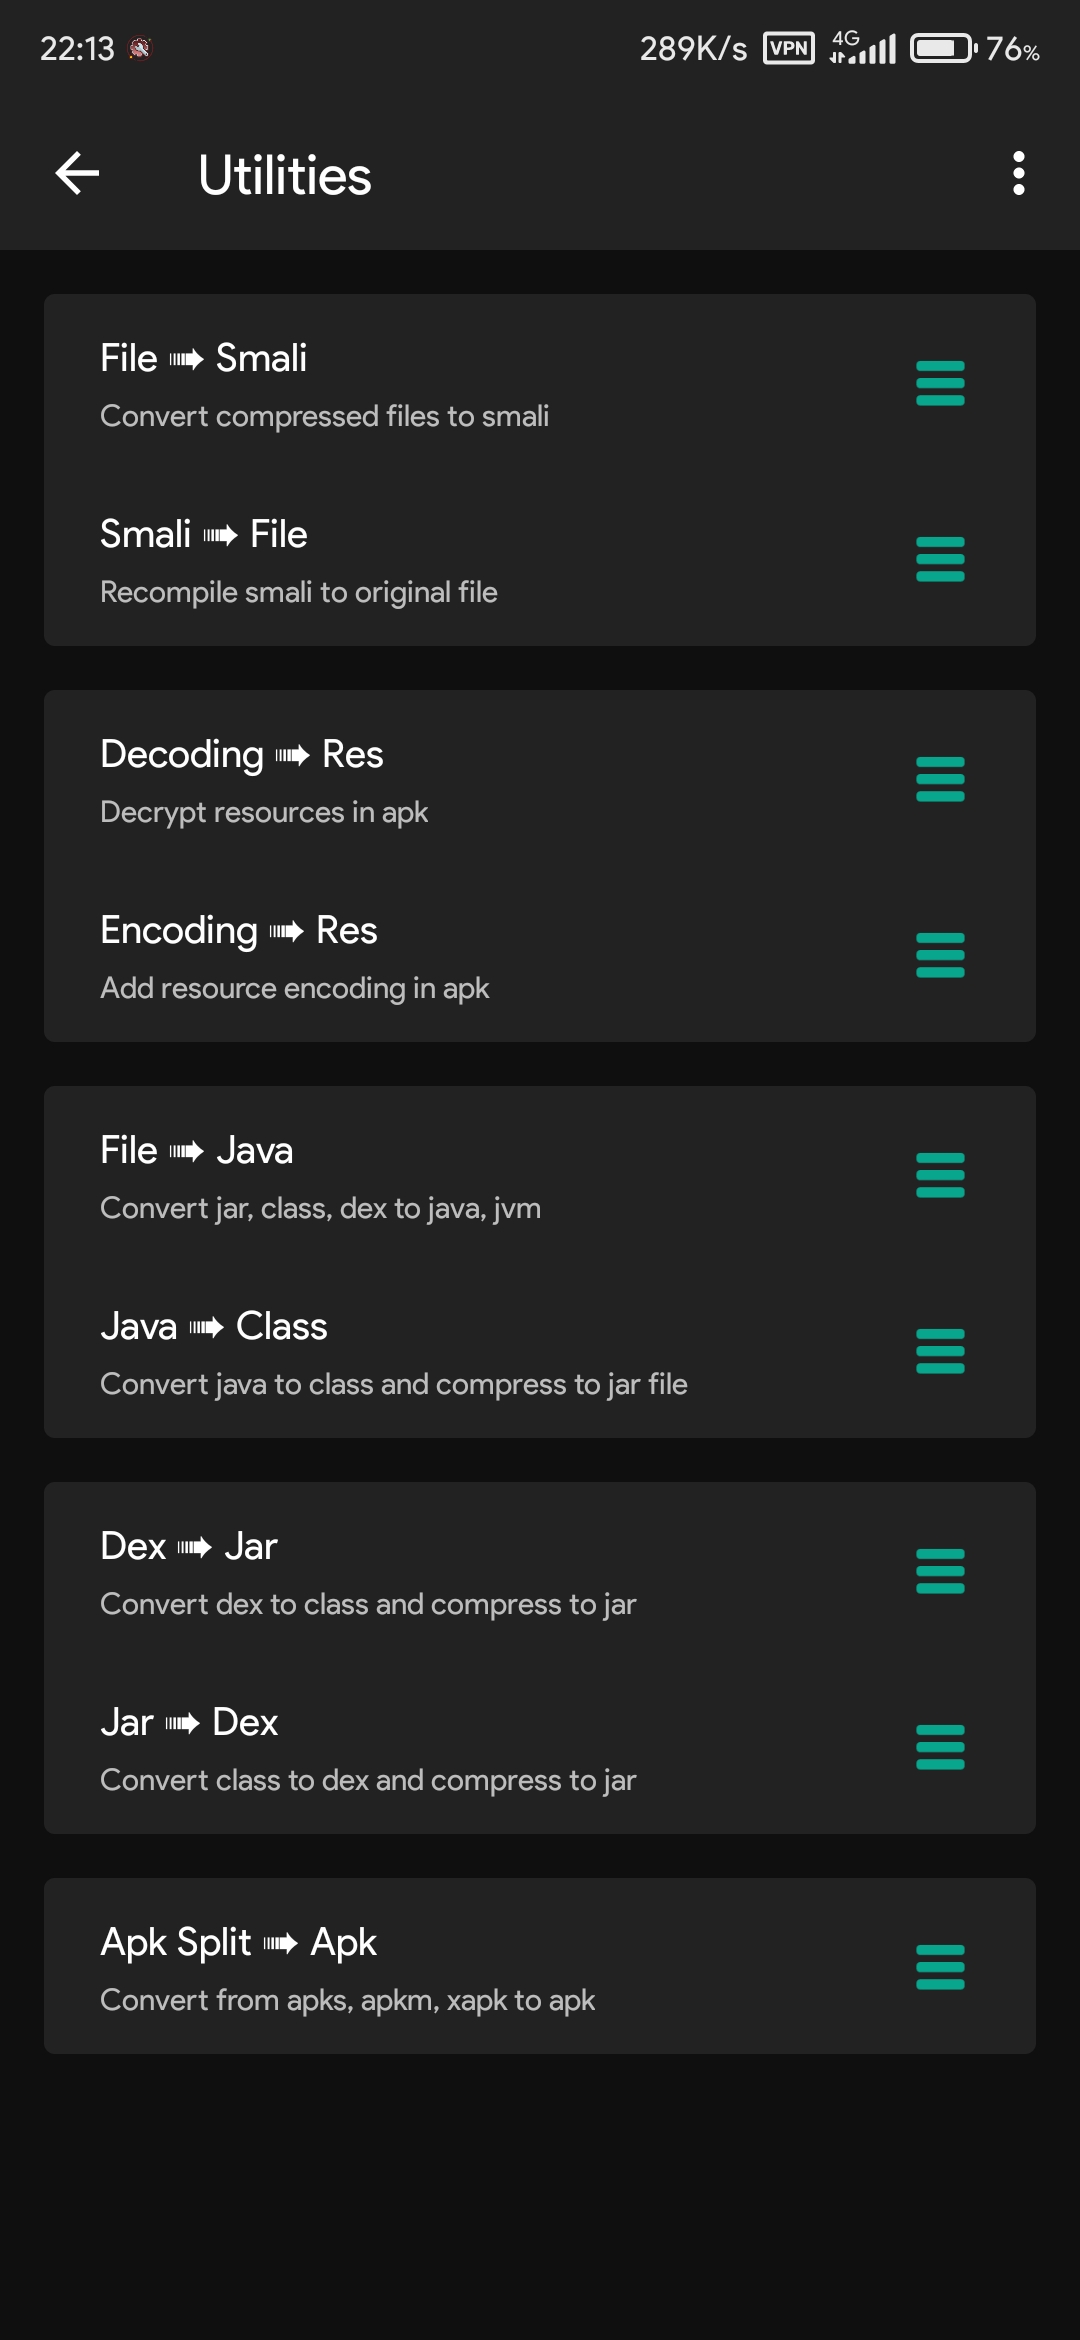 22:13 289K/s VPN 4G 76%
Utilities
File ➠ Smali
Convert compressed files to smali
Smali ➠ File
Recompile smali to original file
Decoding ➠ Res
Decrypt resources in apk
Encoding ➠ Res
Add resource encoding in apk
File ➠ Java
Convert jar, class, dex to java, jvm
Java ➠ Class
Convert java to class and compress to jar file
Dex ➠ Jar
Convert dex to class and compress to jar
Jar ➠ Dex
Convert class to dex and compress to jar
Apk Split ➠ Apk
Convert from apks, apkm, xapk to apk